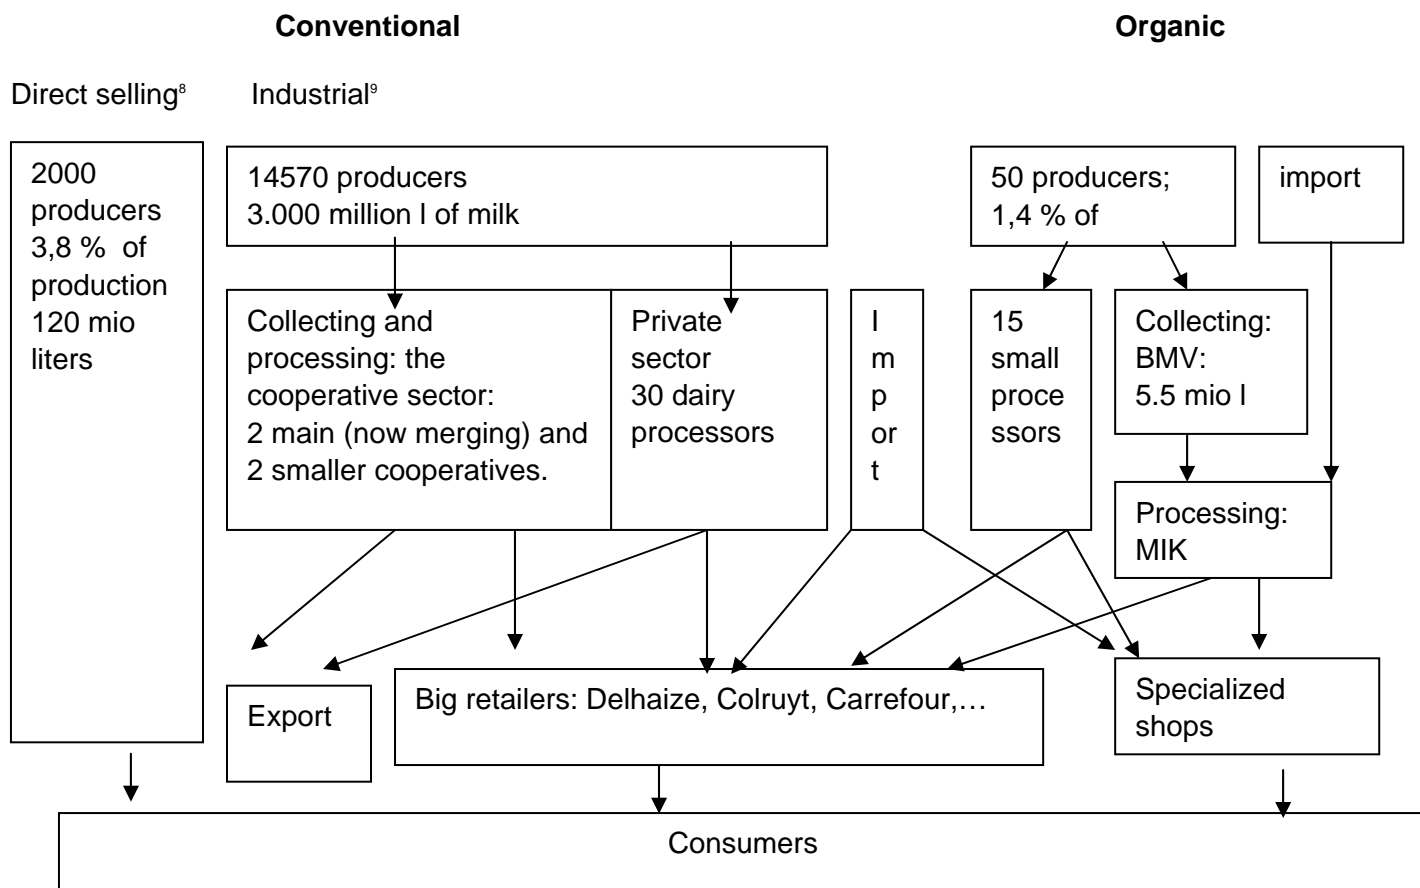 Conventional
Organic
Direct selling⁸
Industrial⁹
2000
producers
3,8 % of
production
120 mio
liters
14570 producers
3.000 million l of milk
50 producers;
1,4 % of
import
Collecting and
processing: the
cooperative sector:
2 main (now merging) and
2 smaller cooperatives.
Private
sector
30 dairy
processors
I
m
p
or
t
15
small
proce
ssors
Collecting:
BMV:
5.5 mio l
Processing:
MIK
Export
Big retailers: Delhaize, Colruyt, Carrefour,…
Specialized
shops
Consumers